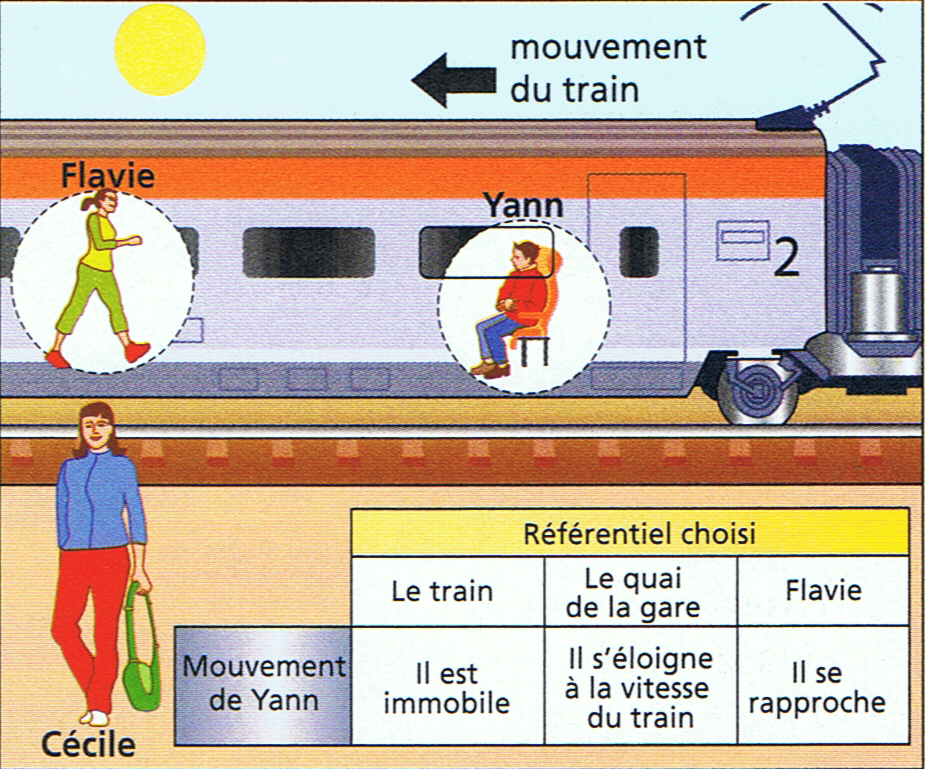 mouvement
du train
Flavie
Yann
2
Référentiel choisi
Le train
Le quai
de la gare
Flavie
Mouvement
de Yann
Il est
immobile
Il s'éloigne
à la vitesse
du train
Il se
rapproche
Cécile